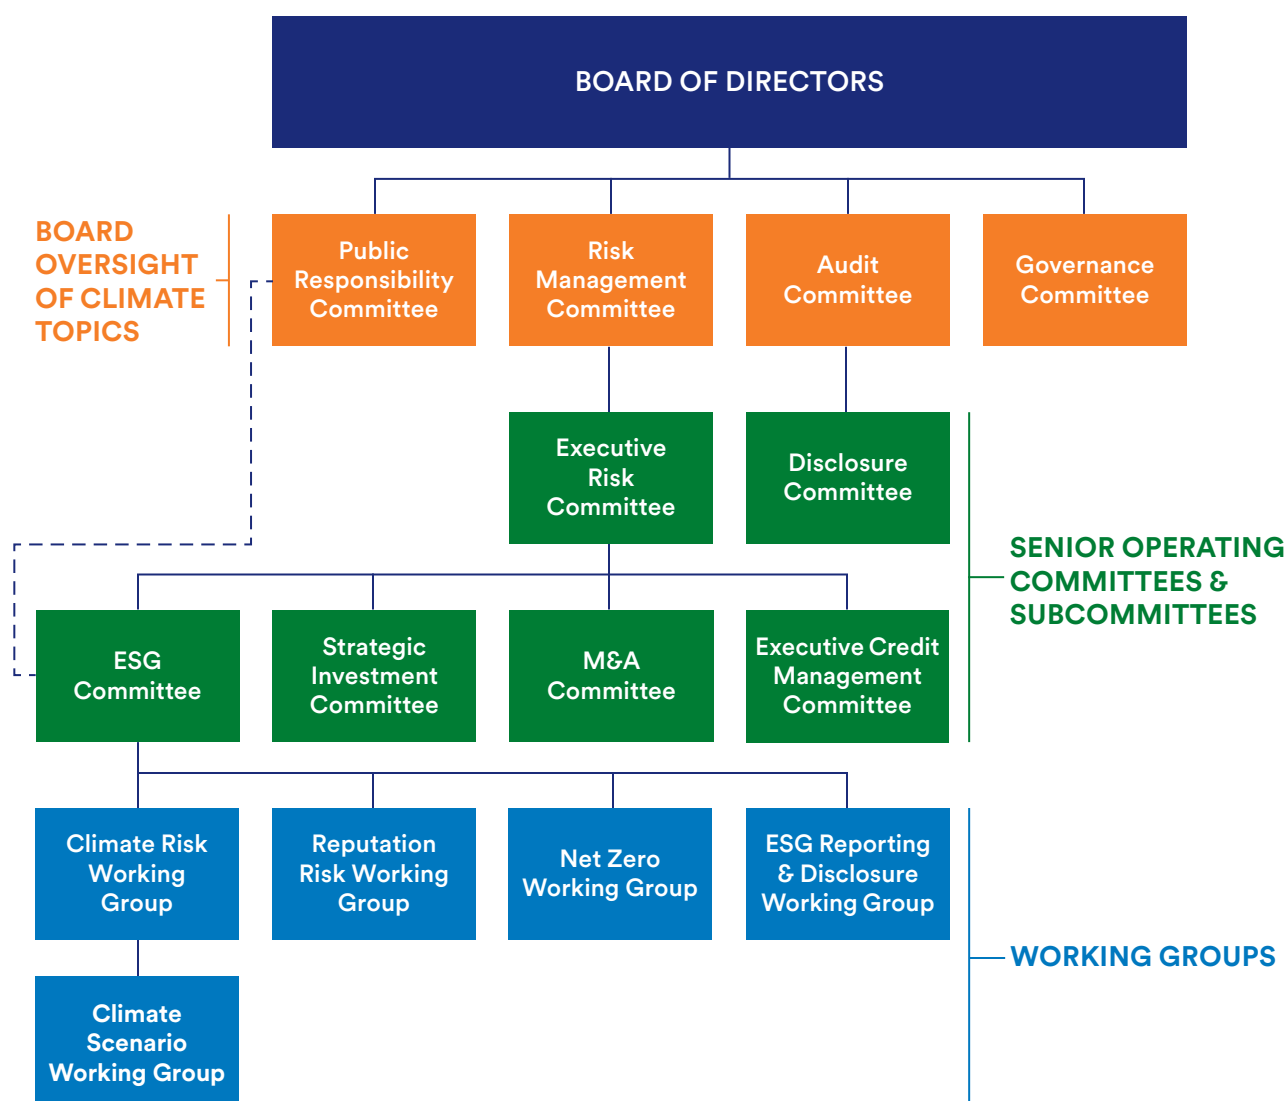 BOARD OF DIRECTORS
BOARD
OVERSIGHT
OF CLIMATE
TOPICS
Public
Responsibility
Committee
Risk
Management
Committee
Audit
Committee
Governance
Committee
Executive
Risk
Committee
Disclosure
Committee
SENIOR OPERATING
COMMITTEES &
SUBCOMMITTEES
ESG
Committee
Strategic
Investment
Committee
M&A
Committee
Executive Credit
Management
Committee
Climate Risk
Working
Group
Reputation
Risk Working
Group
Net Zero
Working Group
ESG Reporting
& Disclosure
Working Group
WORKING GROUPS
Climate
Scenario
Working Group